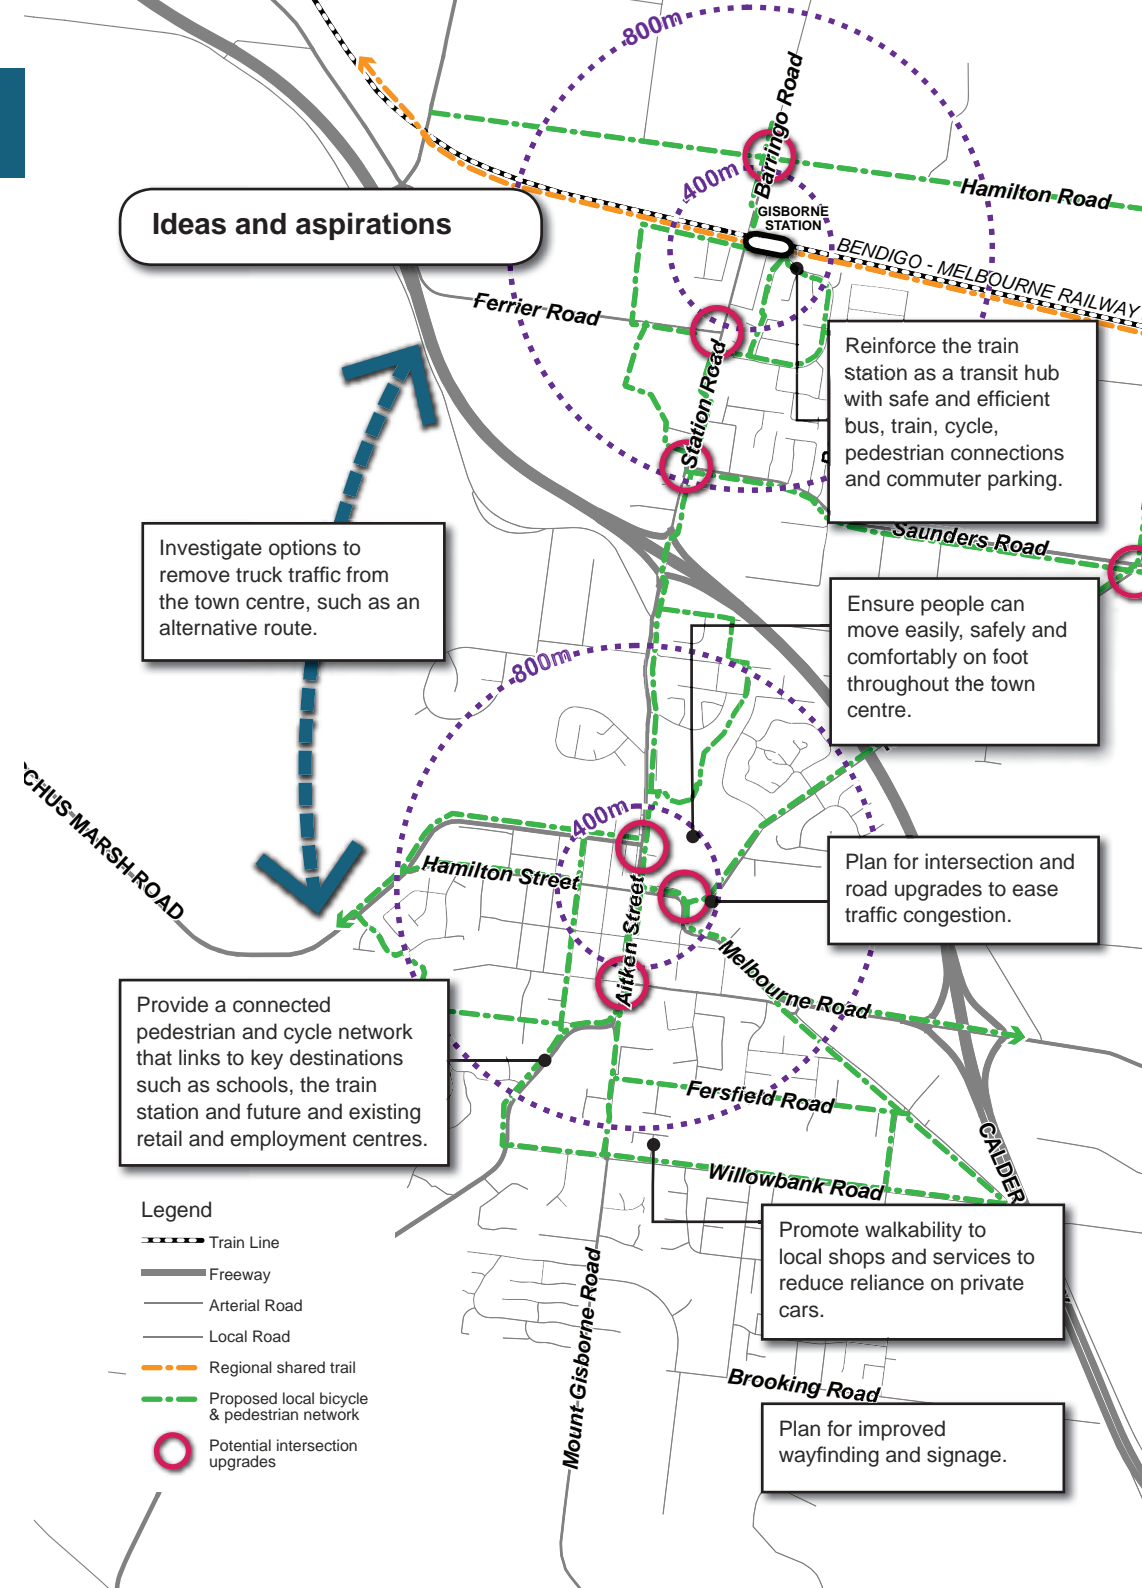 800m
Barringo Road
400m
Hamilton Road
Ideas and aspirations
GISBORNE
STATION
BENDIGO - MELBOURNE RAILWAY
Ferrier Road
Station Road
Reinforce the train
station as a transit hub
with safe and efficient
bus, train, cycle,
pedestrian connections
and commuter parking.
Saunders Road
Investigate options to
remove truck traffic from
the town centre, such as an
alternative route.
Ensure people can
move easily, safely and
comfortably on foot
throughout the town
centre.
800m
CCHUS MARSH ROAD
400m
Hamilton Street
Aitken Street
Plan for intersection and
road upgrades to ease
traffic congestion.
Melbourne Road
Provide a connected
pedestrian and cycle network
that links to key destinations
such as schools, the train
station and future and existing
retail and employment centres.
Fersfield Road
CALDER
Willowbank Road
Promote walkability to
local shops and services to
reduce reliance on private
cars.
Mount Gisborne Road
Brooking Road
Plan for improved
wayfinding and signage.
Legend
Train Line
Freeway
Arterial Road
Local Road
Regional shared trail
Proposed local bicycle
& pedestrian network
Potential intersection
upgrades